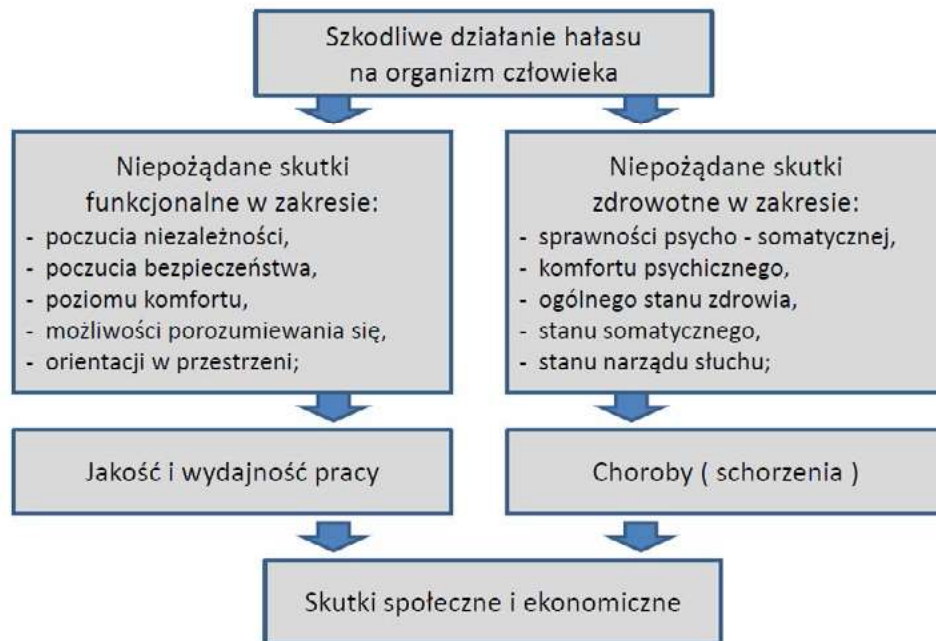 Szkodliwe działanie hałasu
na organizm człowieka
Niepożądane skutki
funkcjonalne w zakresie:
- poczucia niezależności,
- poczucia bezpieczeństwa,
- poziomu komfortu,
- możliwości porozumiewania się,
- orientacji w przestrzeni;
Niepożądane skutki
zdrowotne w zakresie:
- sprawności psycho - somatycznej,
- komfortu psychicznego,
- ogólnego stanu zdrowia,
- stanu somatycznego,
- stanu narządu słuchu;
Jakość i wydajność pracy
Choroby ( schorzenia )
Skutki społeczne i ekonomiczne